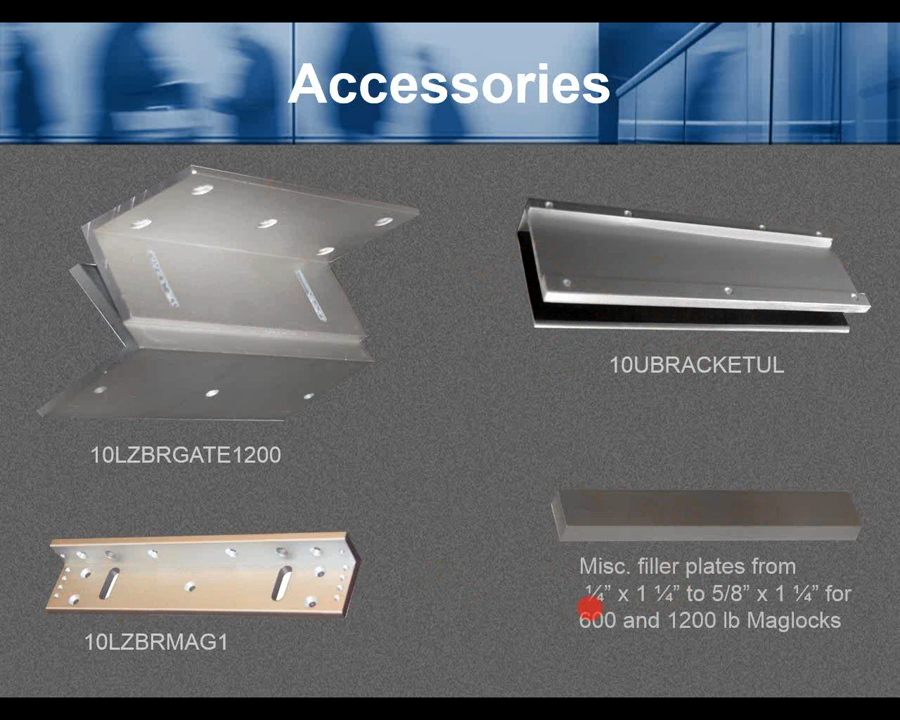 Accessories
10UBRACKETUL
10LZBRGATE1200
Misc. filler plates from
¼” x 1 ¼” to 5/8” x 1 ¼” for
600 and 1200 lb Maglocks
10LZBRMAG1